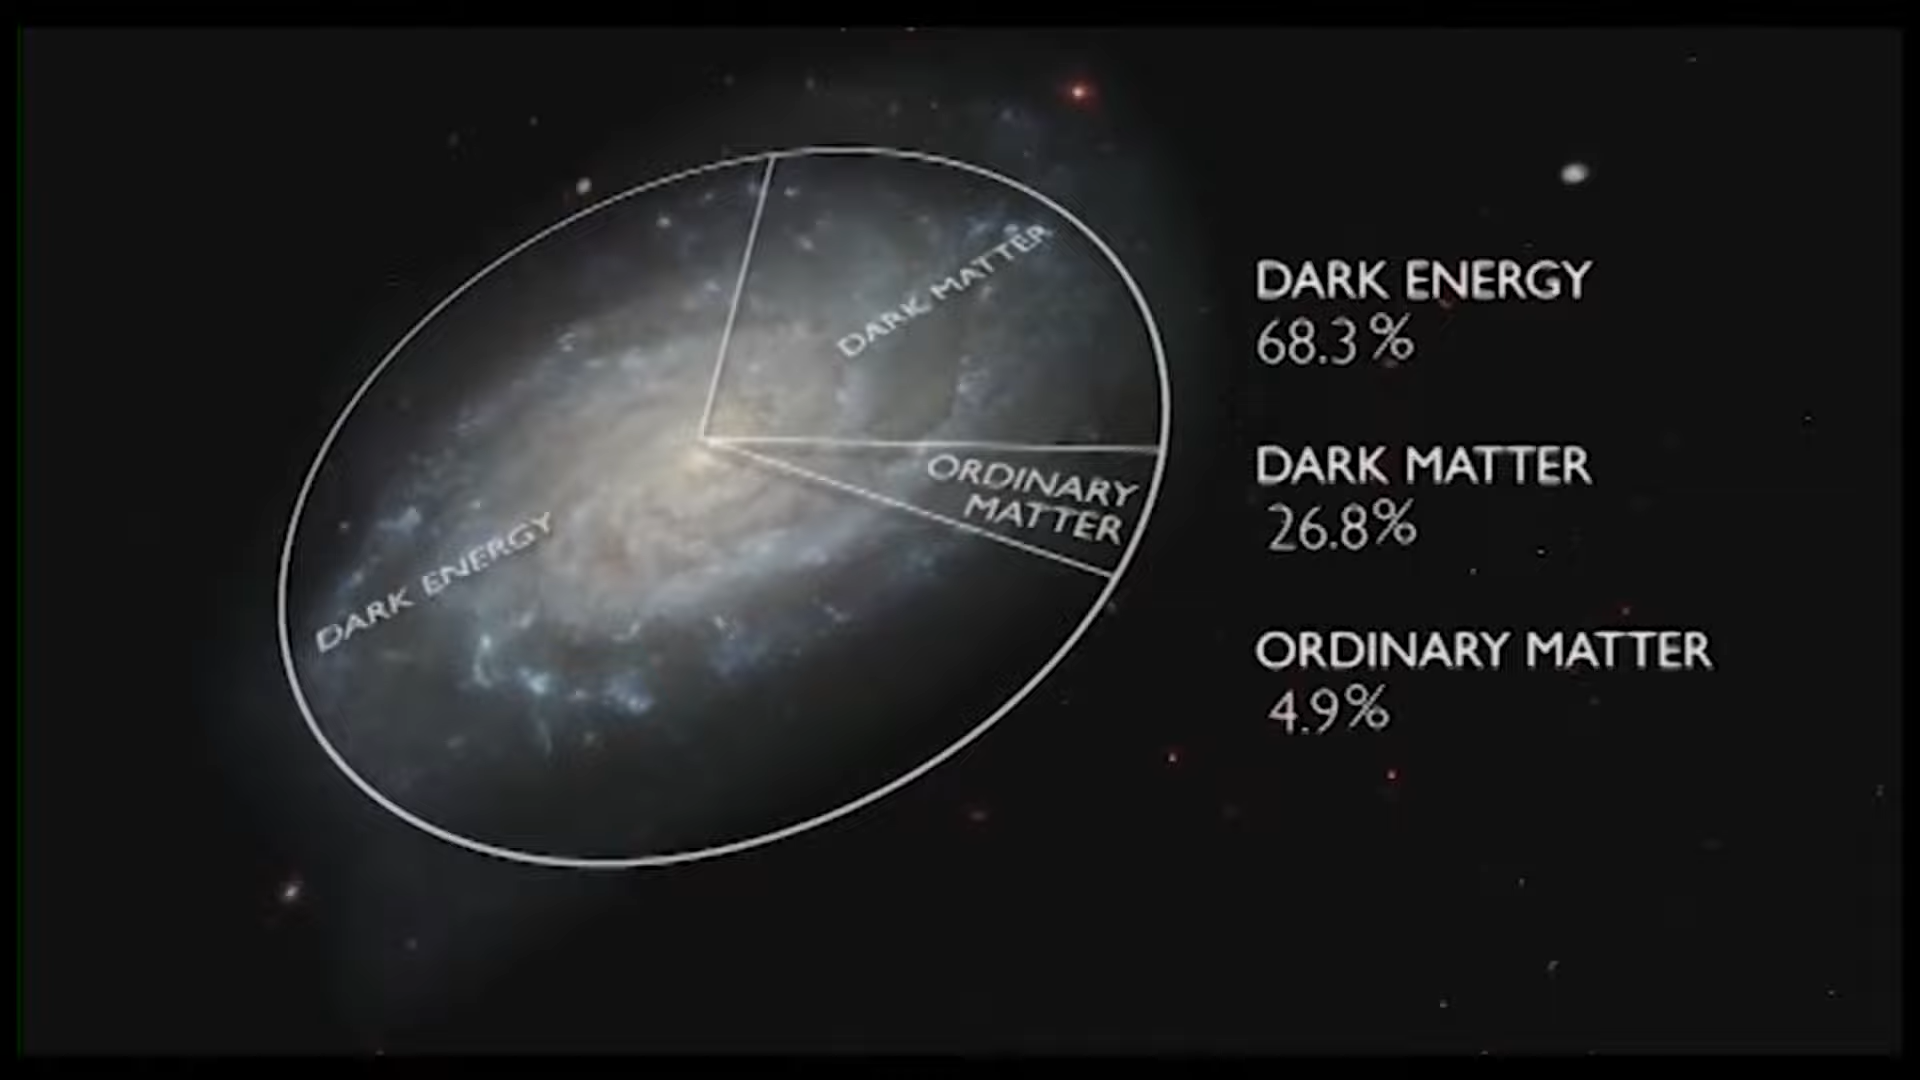 DARK MATTER
ORDINARY
MATTER
DARK ENERGY
DARK ENERGY
68.3%
DARK MATTER
26.8%
ORDINARY MATTER
4.9%